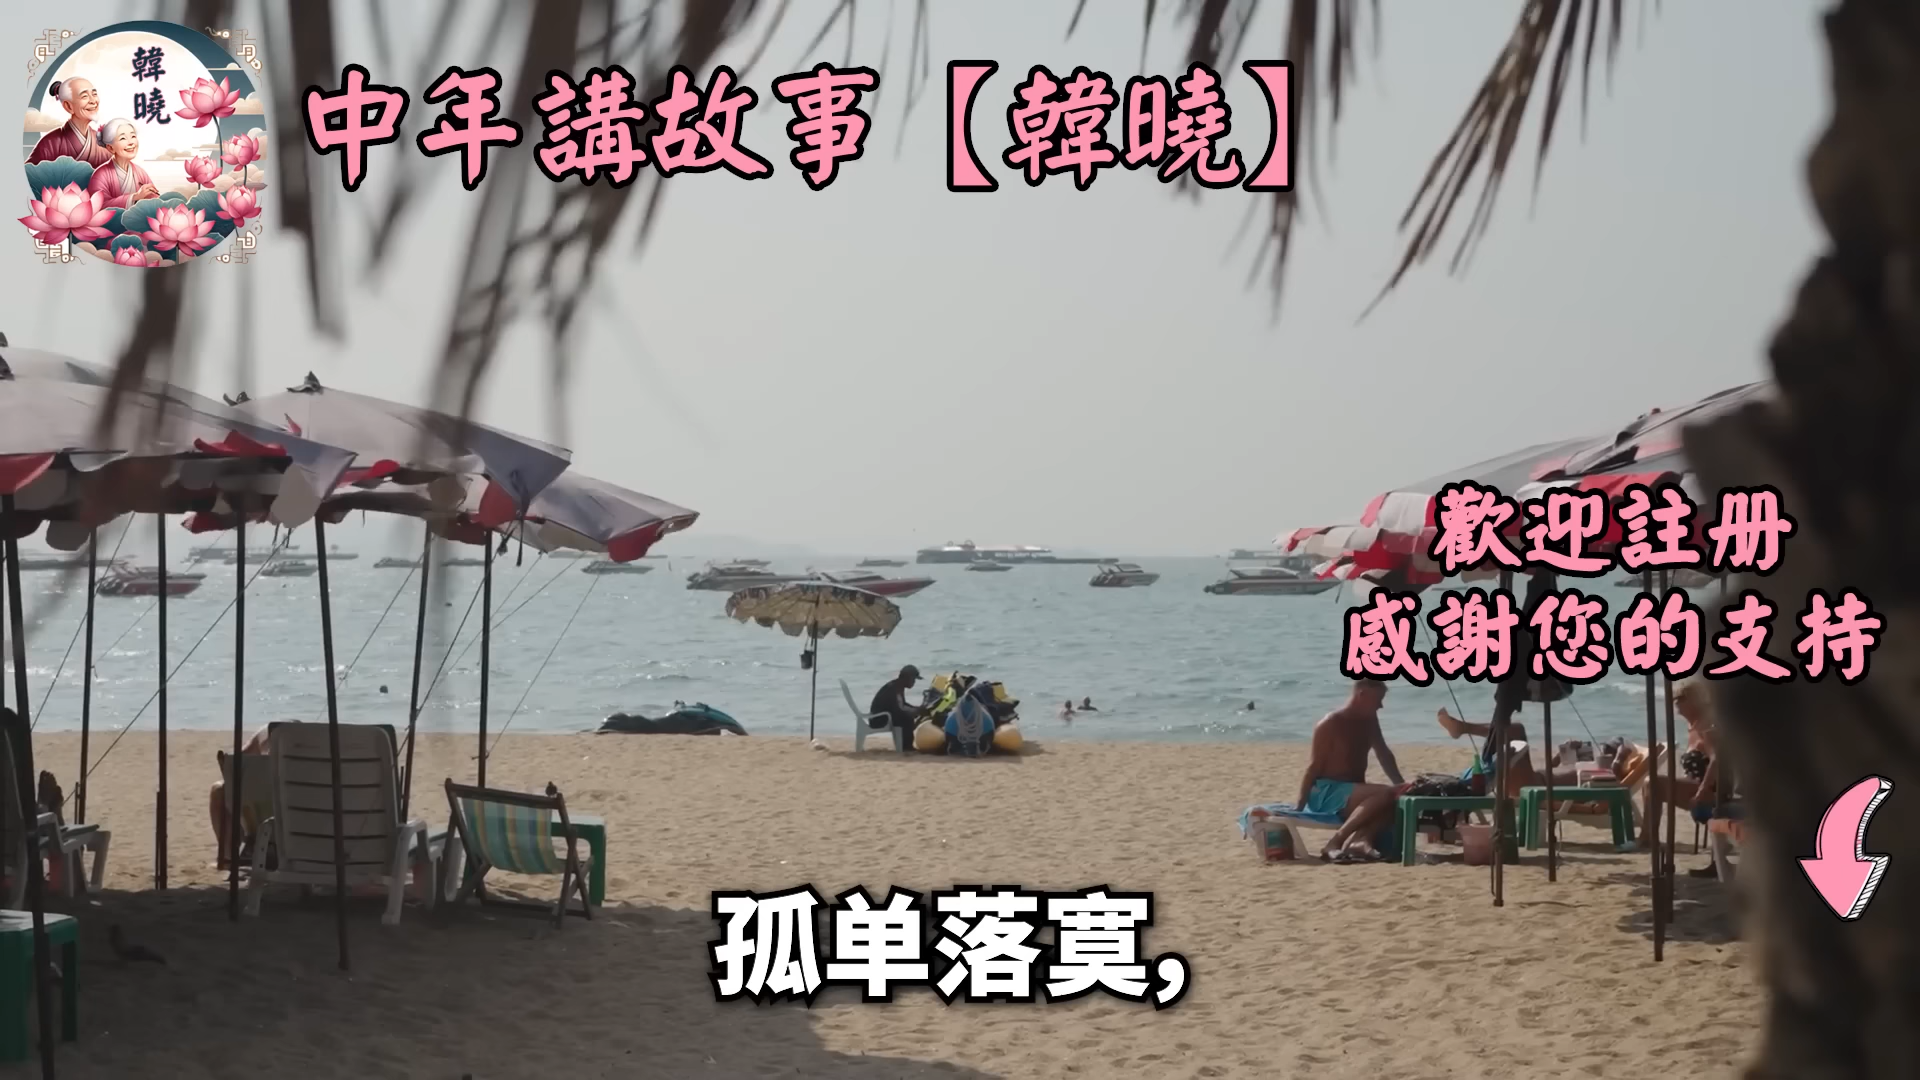 韓
曉
中年講故事【韓曉】
歡迎註册
感謝您的支持
孤单落寞,